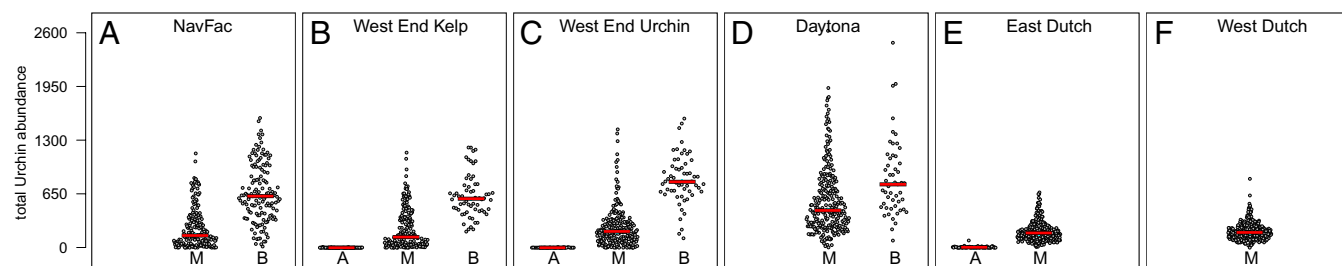 A NavFac
B West End Kelp
C West End Urchin
D Daytona
E East Dutch
F West Dutch
total Urchin abundance
2600
1950
1300
650
0
M B
A M B
A M B
M B
A M
M